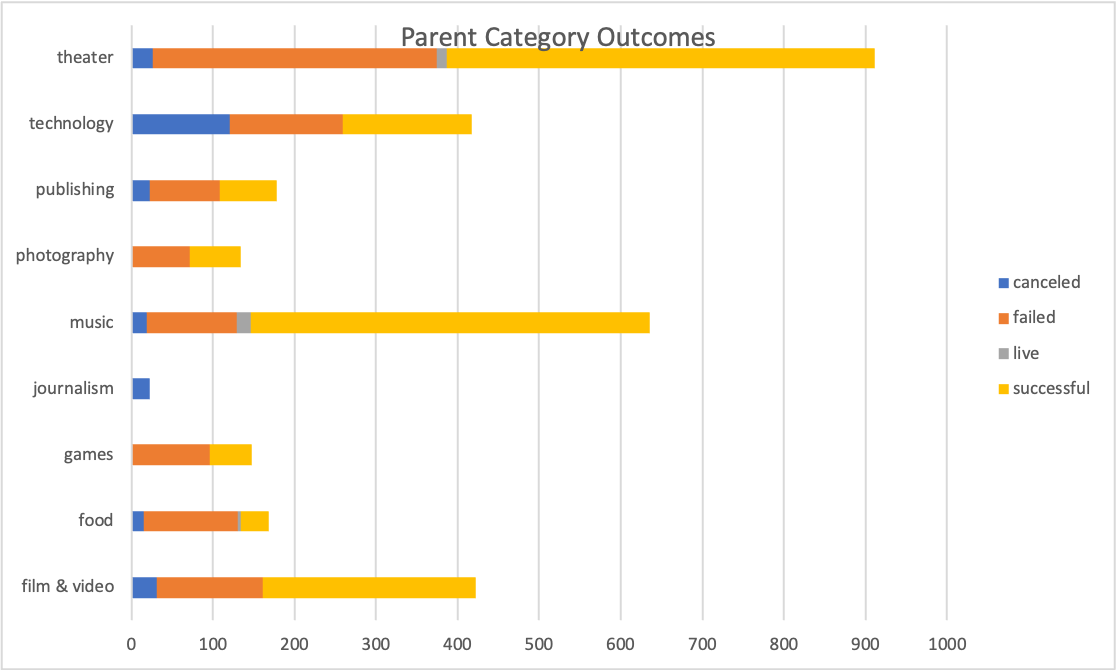 Parent Category Outcomes
theater
technology
publishing
photography
music
journalism
games
food
film & video
0 100 200 300 400 500 600 700 800 900 1000
canceled
failed
live
successful